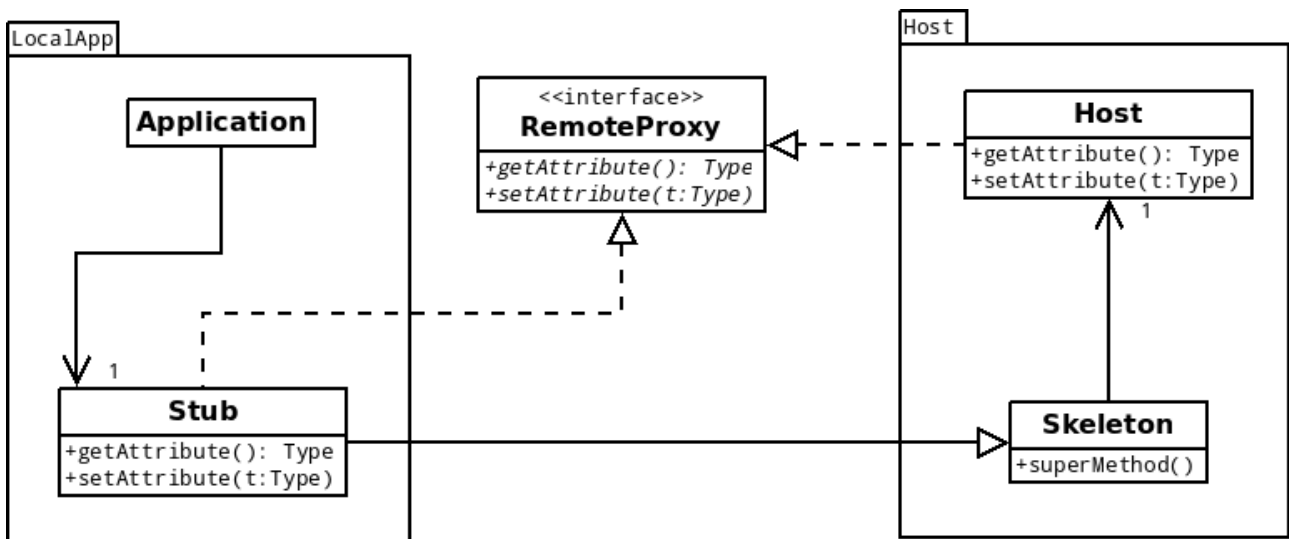 LocalApp
Application
1
Stub
+getAttribute(): Type
+setAttribute(t:Type)
<<interface>>
RemoteProxy
+getAttribute(): Type
+setAttribute(t:Type)
Host
Host
+getAttribute(): Type
+setAttribute(t:Type)
1
Skeleton
+superMethod()